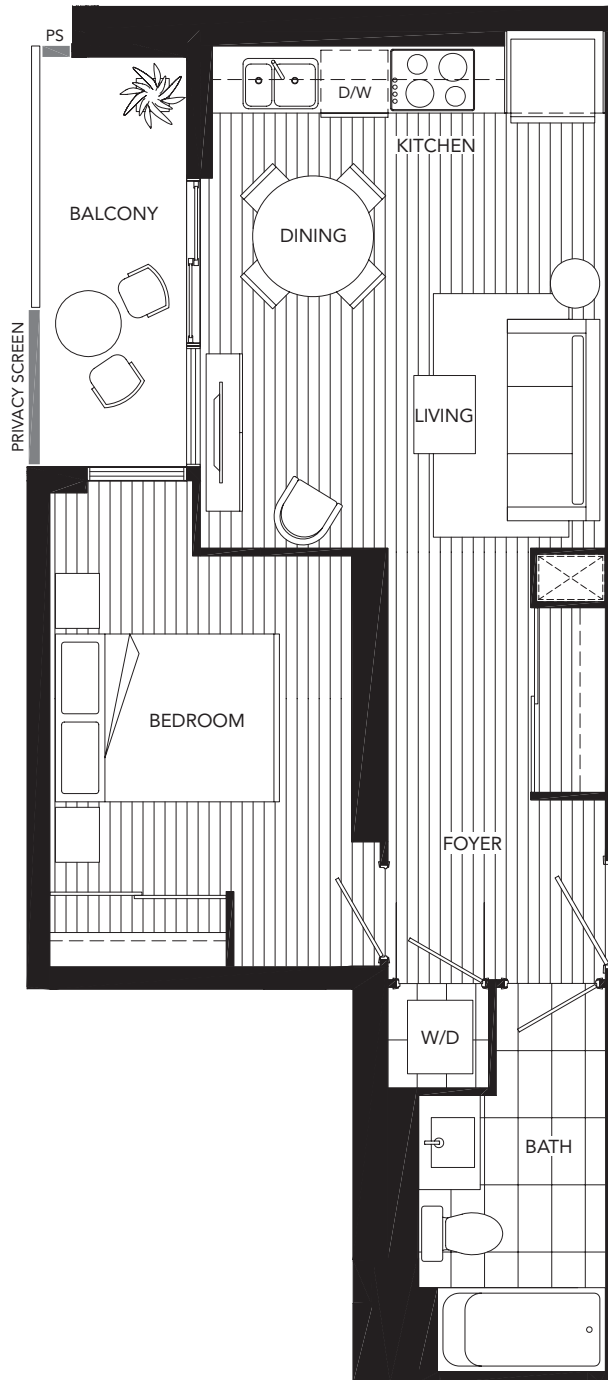 PS
D/W
KITCHEN
BALCONY
DINING
PRIVACY SCREEN
LIVING
BEDROOM
FOYER
W/D
BATH